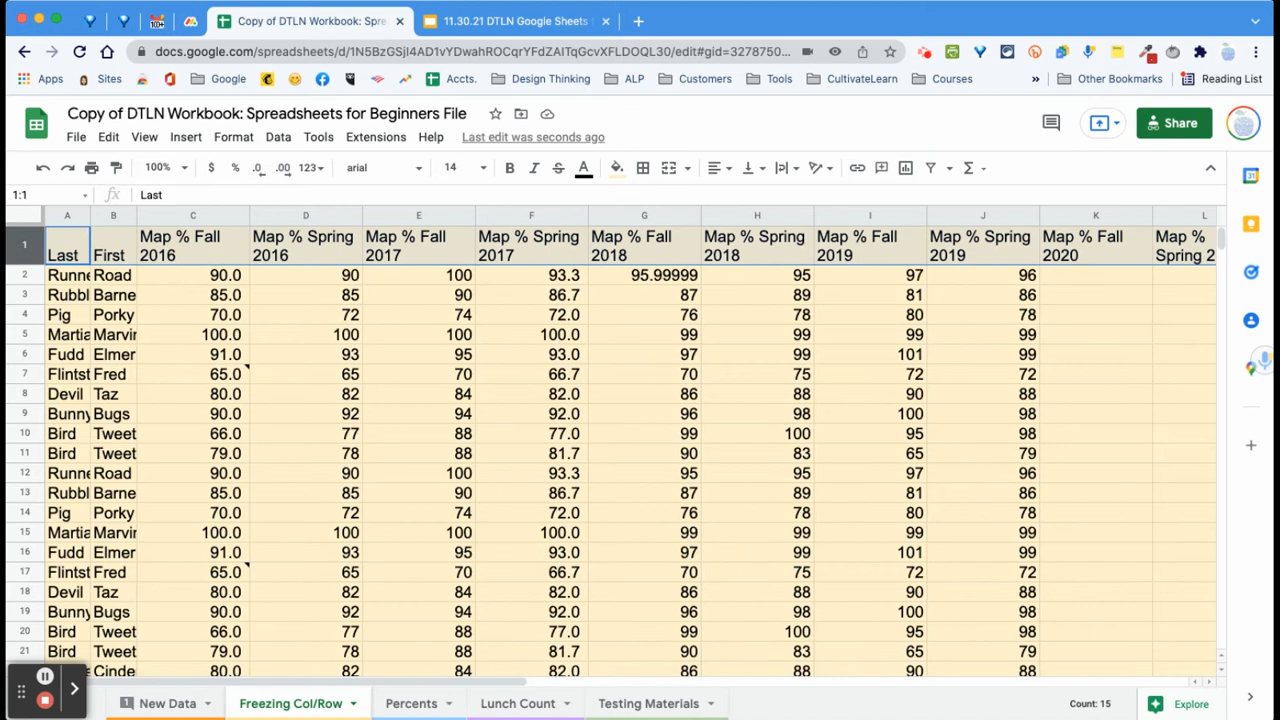 Copy of DTLN Workbook: Spre
11.30.21 DTLN Google Sheets
docs.google.com/spreadsheets/d/1N5BZGSjI4AD1vYDwahROCqrYFdZAITqGcvXFLDOQL30/edit#gid=3278750...
Apps Sites Google Accts. Design Thinking ALP Customers Tools CultivateLearn Courses » Other Bookmarks Reading List
Copy of DTLN Workbook: Spreadsheets for Beginners File
File Edit View Insert Format Data Tools Extensions Help Last edit was seconds ago
Share
100% $ % .0 .00 123 arial 14 B I S A Σ
1:1 fx Last
A B C D E F G H I J K L
1 Last First Map % Fall 2016 Map % Spring 2016 Map % Fall 2017 Map % Spring 2017 Map % Fall 2018 Map % Spring 2018 Map % Fall 2019 Map % Spring 2019 Map % Fall 2020 Map % Spring 2
2 Runne Road 90.0 90 100 93.3 95.99999 95 97 96
3 Rubbl Barne 85.0 85 90 86.7 87 89 81 86
4 Pig Porky 70.0 72 74 72.0 76 78 80 78
5 Martia Marvin 100.0 100 100 100.0 99 99 99 99
6 Fudd Elmer 91.0 93 95 93.0 97 99 101 99
7 Flintst Fred 65.0 65 70 66.7 70 75 72 72
8 Devil Taz 80.0 82 84 82.0 86 88 90 88
9 Bunny Bugs 90.0 92 94 92.0 96 98 100 98
10 Bird Tweet 66.0 77 88 77.0 99 100 95 98
11 Bird Tweet 79.0 78 88 81.7 90 83 65 79
12 Runne Road 90.0 90 100 93.3 95 95 97 96
13 Rubbl Barne 85.0 85 90 86.7 87 89 81 86
14 Pig Porky 70.0 72 74 72.0 76 78 80 78
15 Martia Marvin 100.0 100 100 100.0 99 99 99 99
16 Fudd Elmer 91.0 93 95 93.0 97 99 101 99
17 Flintst Fred 65.0 65 70 66.7 70 75 72 72
18 Devil Taz 80.0 82 84 82.0 86 88 90 88
19 Bunny Bugs 90.0 92 94 92.0 96 98 100 98
20 Bird Tweet 66.0 77 88 77.0 99 100 95 98
21 Bird Tweet 79.0 78 88 81.7 90 83 65 79
Cinde 80.0 82 84 82.0 86 88 90 88
New Data Freezing Col/Row Percents Lunch Count Testing Materials Count: 15 Explore